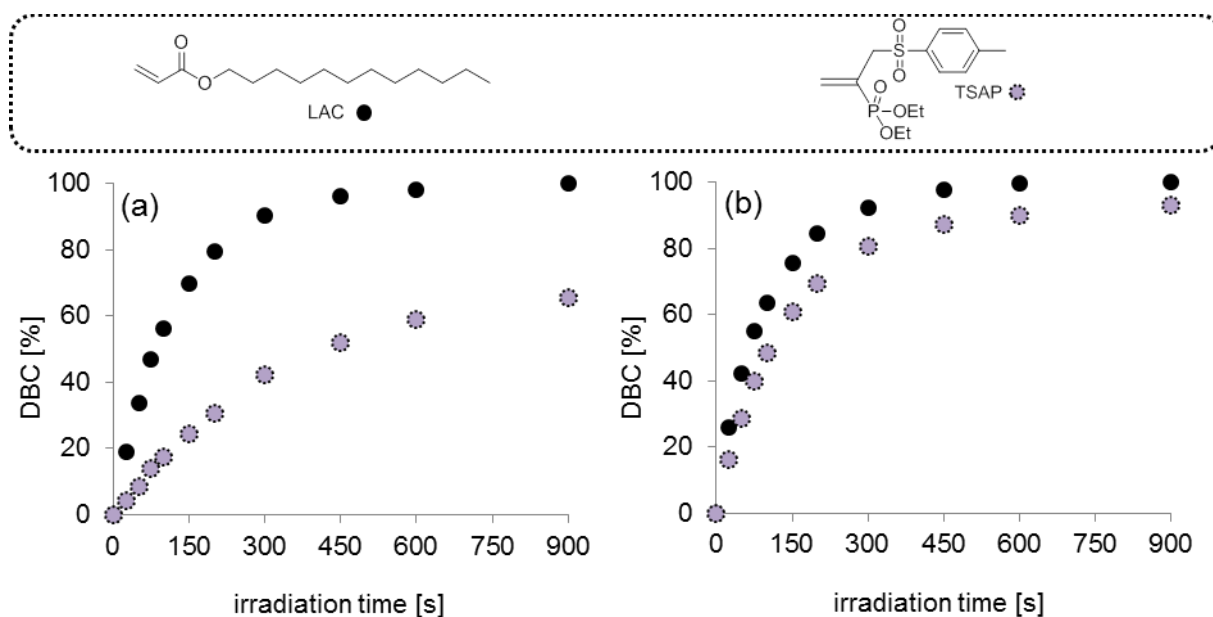 O
O
LAC
O
S
O
O
P
OEt
OEt
TSAP
(a)
DBC [%]
100
80
60
40
20
0
0 150 300 450 600 750 900
irradiation time [s]
(b)
DBC [%]
100
80
60
40
20
0
0 150 300 450 600 750 900
irradiation time [s]